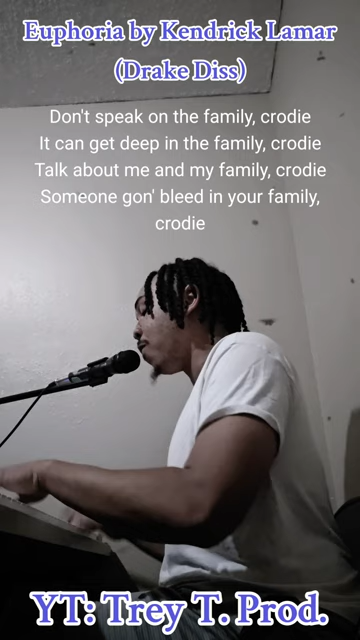 Euphoria by Kendrick Lamar
(Drake Diss)
Don't speak on the family, crodie
It can get deep in the family, crodie
Talk about me and my family, crodie
Someone gon' bleed in your family,
crodie
YT: Trey T. Prod.